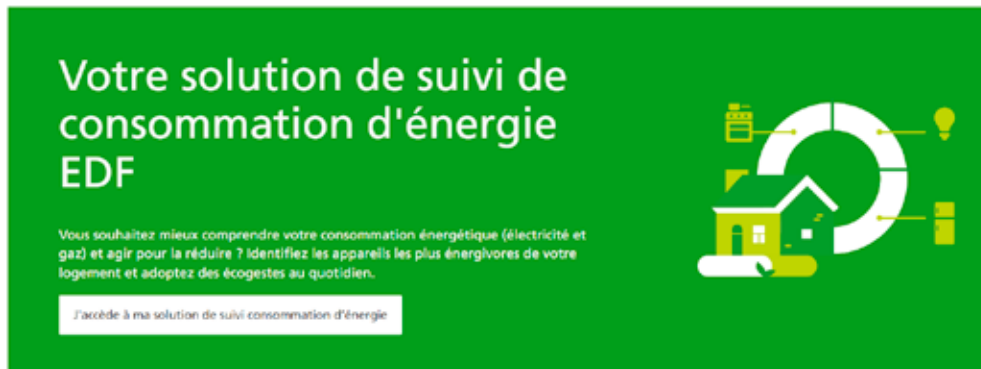 Votre solution de suivi de
consommation d'énergie
EDF
Vous souhaitez mieux comprendre votre consommation énergétique (électricité et
gaz) et agir pour la réduire ? Identifiez les appareils les plus énergivores de votre
logement et adoptez des écogestes au quotidien.
J'accède à ma solution de suivi consommation d'énergie